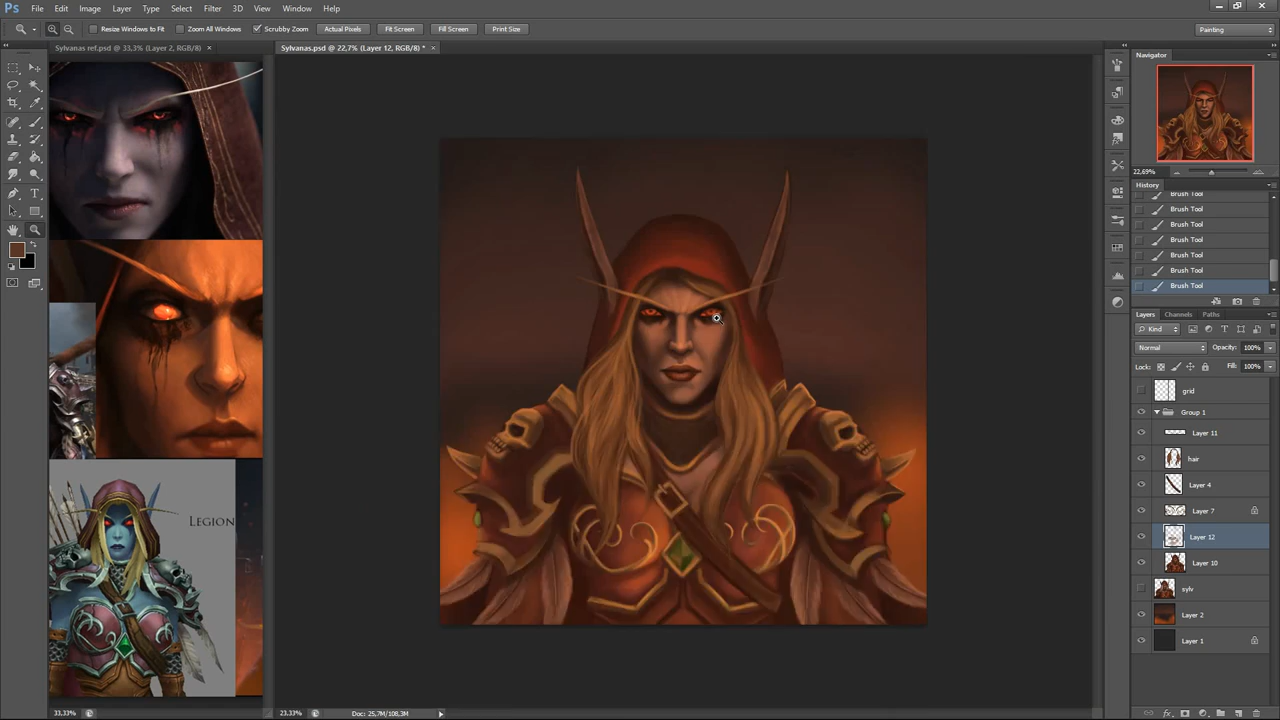 Ps File Edit Image Layer Type Select Filter 3D View Window Help
Resize Windows to Fit Zoom All Windows Scrubby Zoom Actual Pixels Fit Screen Fill Screen Print Size Painting
Sylvanas ref.psd @ 33,3% (Layer 2, RGB/8) × Sylvanas.psd @ 22,7% (Layer 12, RGB/8) * ×
Navigator
22,69%
History
Brush Tool
Brush Tool
Brush Tool
Brush Tool
Brush Tool
Brush Tool
Brush Tool
Layers Channels Paths
Kind
Normal Opacity: 100%
Lock: Fill: 100%
grid
Group 1
Layer 11
hair
Layer 4
Layer 7
Layer 12
Layer 10
sylv
Layer 2
Layer 1
LEGION
33,33% 23,33% Doc: 25,7M/108,3M